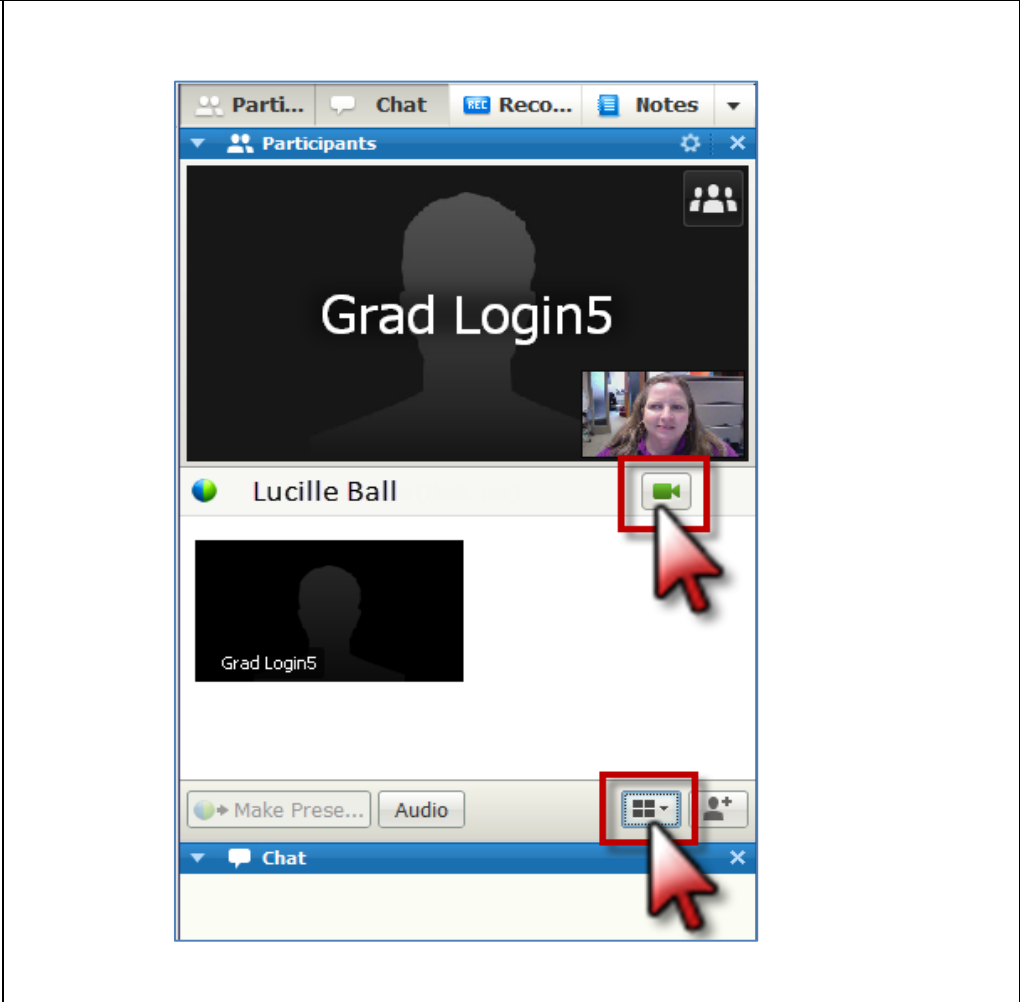 Parti... Chat REC Reco... Notes
Participants
Grad Login5
Lucille Ball
Grad Login5
Make Prese... Audio
Chat